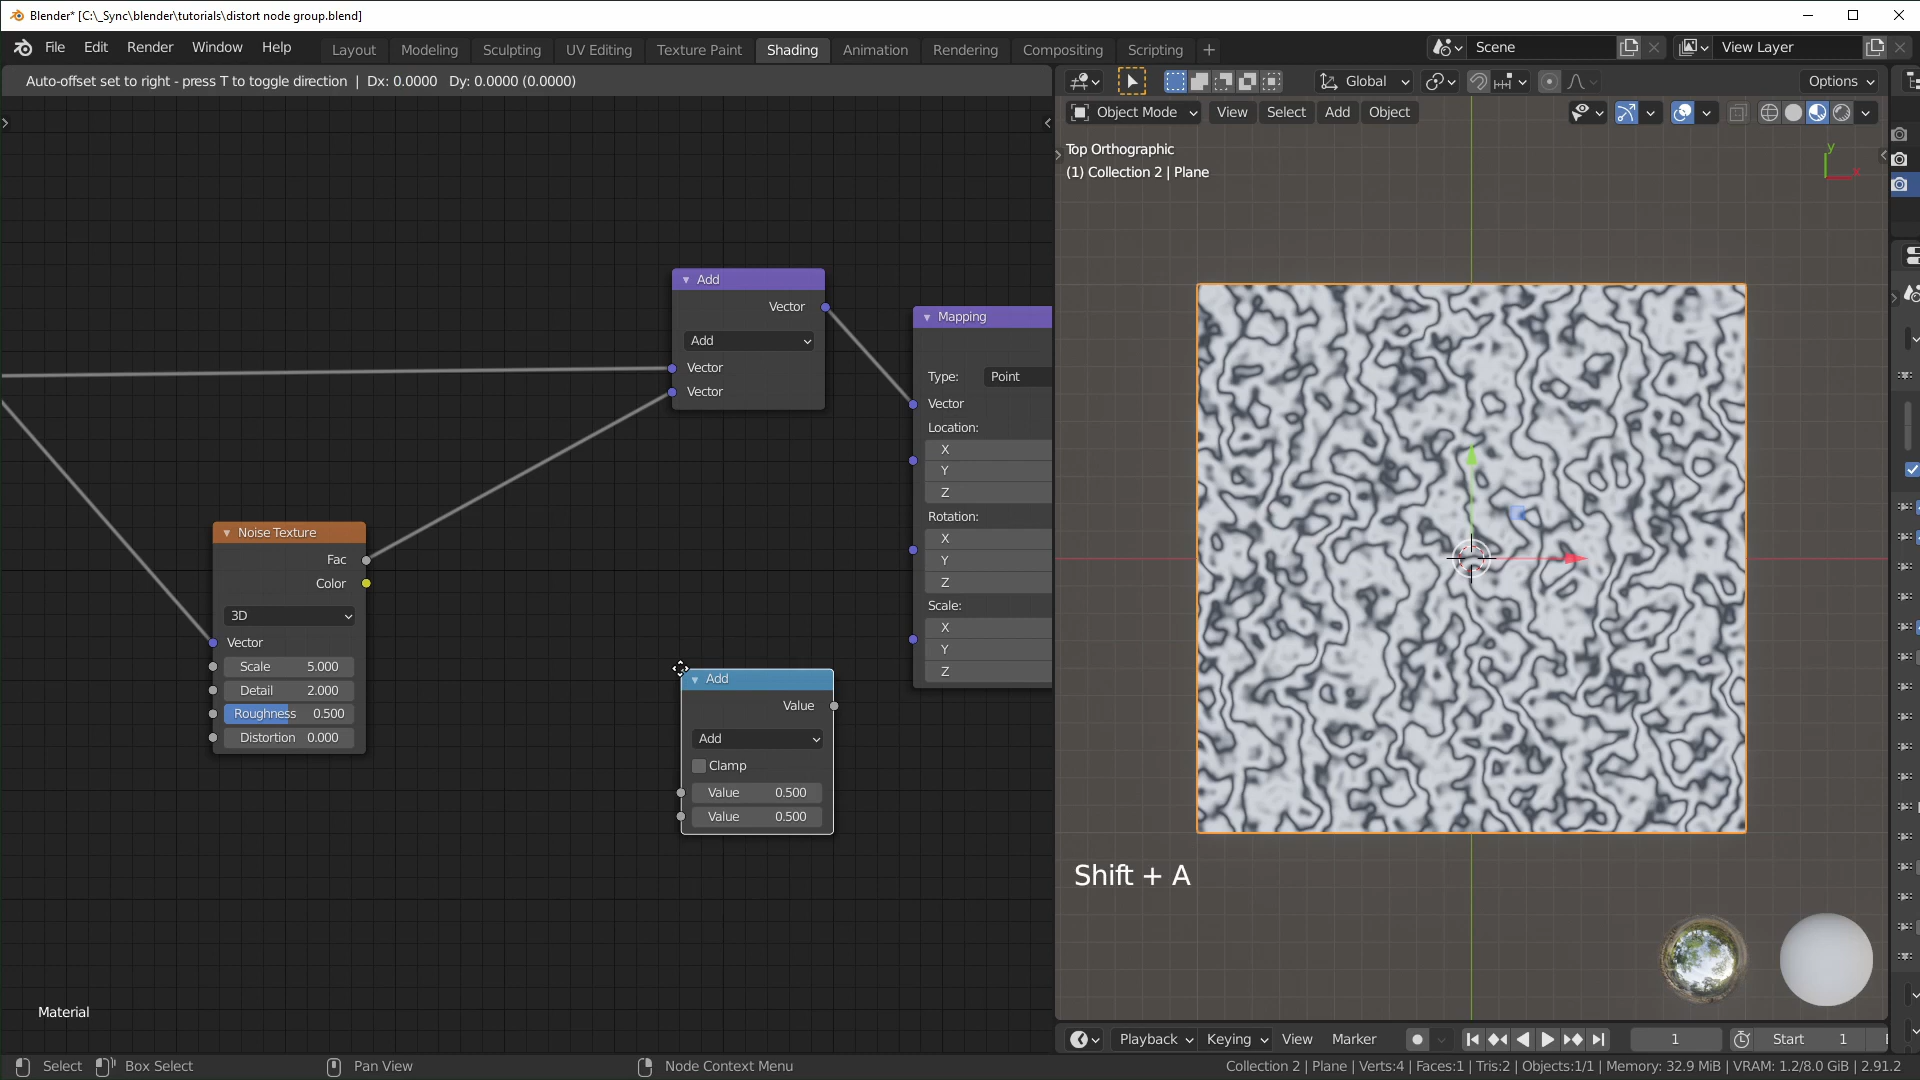 Blender* [C:\_Sync\blender\tutorials\distort node group.blend]
File Edit Render Window Help Layout Modeling Sculpting UV Editing Texture Paint Shading Animation Rendering Compositing Scripting Scene View Layer
Auto-offset set to right - press T to toggle direction | Dx: 0.0000 Dy: 0.0000 (0.0000)
Global Options
Object Mode View Select Add Object
Top Orthographic
(1) Collection 2 | Plane
y
x
Add
Vector
Add
Vector
Vector
Mapping
Type: Point
Vector
Location:
X
Y
Z
Rotation:
X
Y
Z
Scale:
X
Y
Z
Noise Texture
Fac
Color
3D
Vector
Scale 5.000
Detail 2.000
Roughness 0.500
Distortion 0.000
Add
Value
Add
Clamp
Value 0.500
Value 0.500
Shift + A
Material
Playback Keying View Marker 1 Start 1
Select Box Select Pan View Node Context Menu
Collection 2 | Plane | Verts:4 | Faces:1 | Tris:2 | Objects:1/1 | Memory: 32.9 MiB | VRAM: 1.2/8.0 GiB | 2.91.2